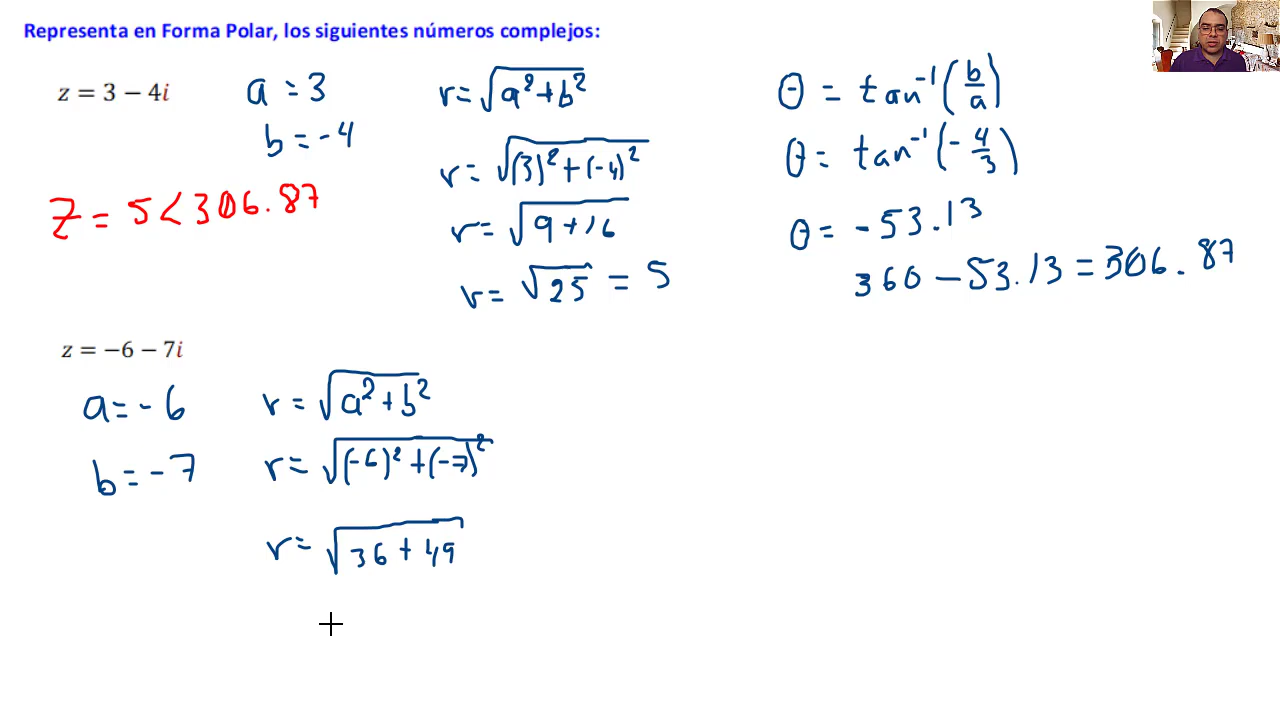 Representa en Forma Polar, los siguientes números complejos:
z = 3 − 4i
a = 3
b = -4
z = 5 < 306.87
r = √(a² + b²)
r = √((3)² + (-4)²)
r = √(9 + 16)
r = √25 = 5
θ = tan⁻¹(b/a)
θ = tan⁻¹(-4/3)
θ = -53.13
360 - 53.13 = 306.87
z = −6 − 7i
a = -6
b = -7
r = √(a² + b²)
r = √((-6)² + (-7)²)
r = √(36 + 49)